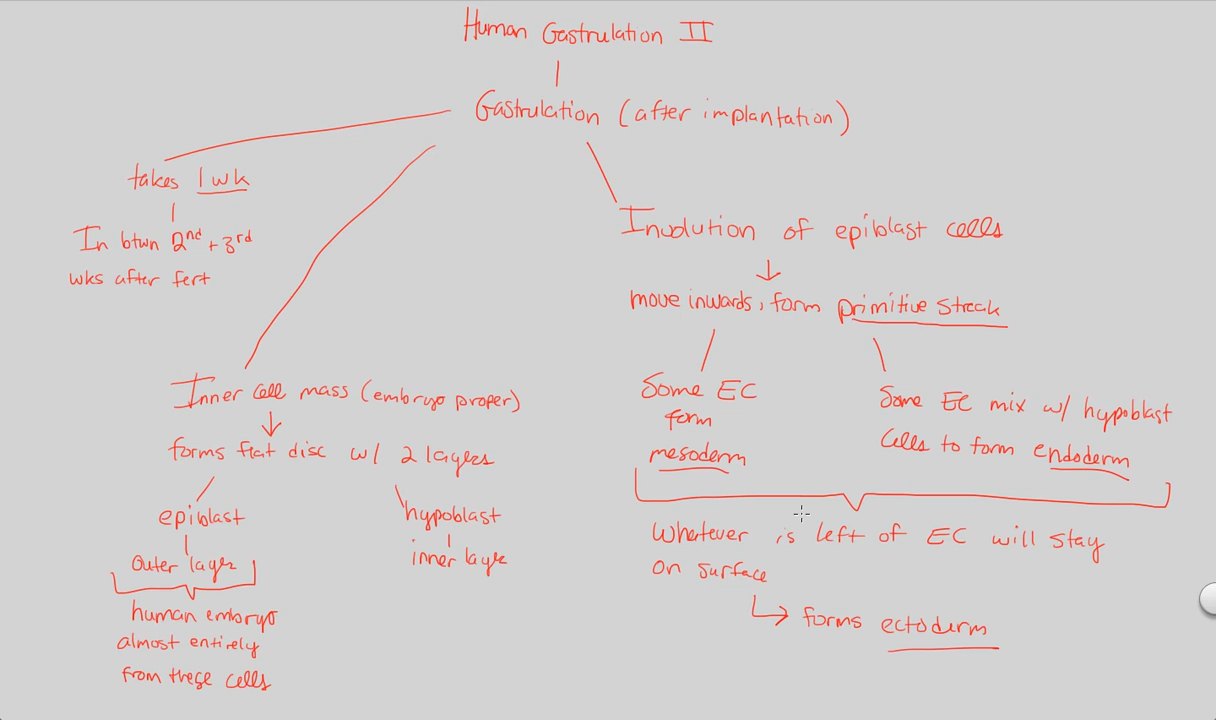 Human Gastrulation II
Gastrulation (after implantation)
takes 1 wk
In btwn 2nd + 3rd
wks after fert
Inner cell mass (embryo proper)
forms flat disc w/ 2 layers
epiblast
outer layer
human embryo
almost entirely
from these cells
hypoblast
inner layer
Involution of epiblast cells
move inwards, form primitive streak
Some EC
form
mesoderm
Some EC mix w/ hypoblast
cells to form endoderm
Whatever is left of EC will stay
on surface
forms ectoderm